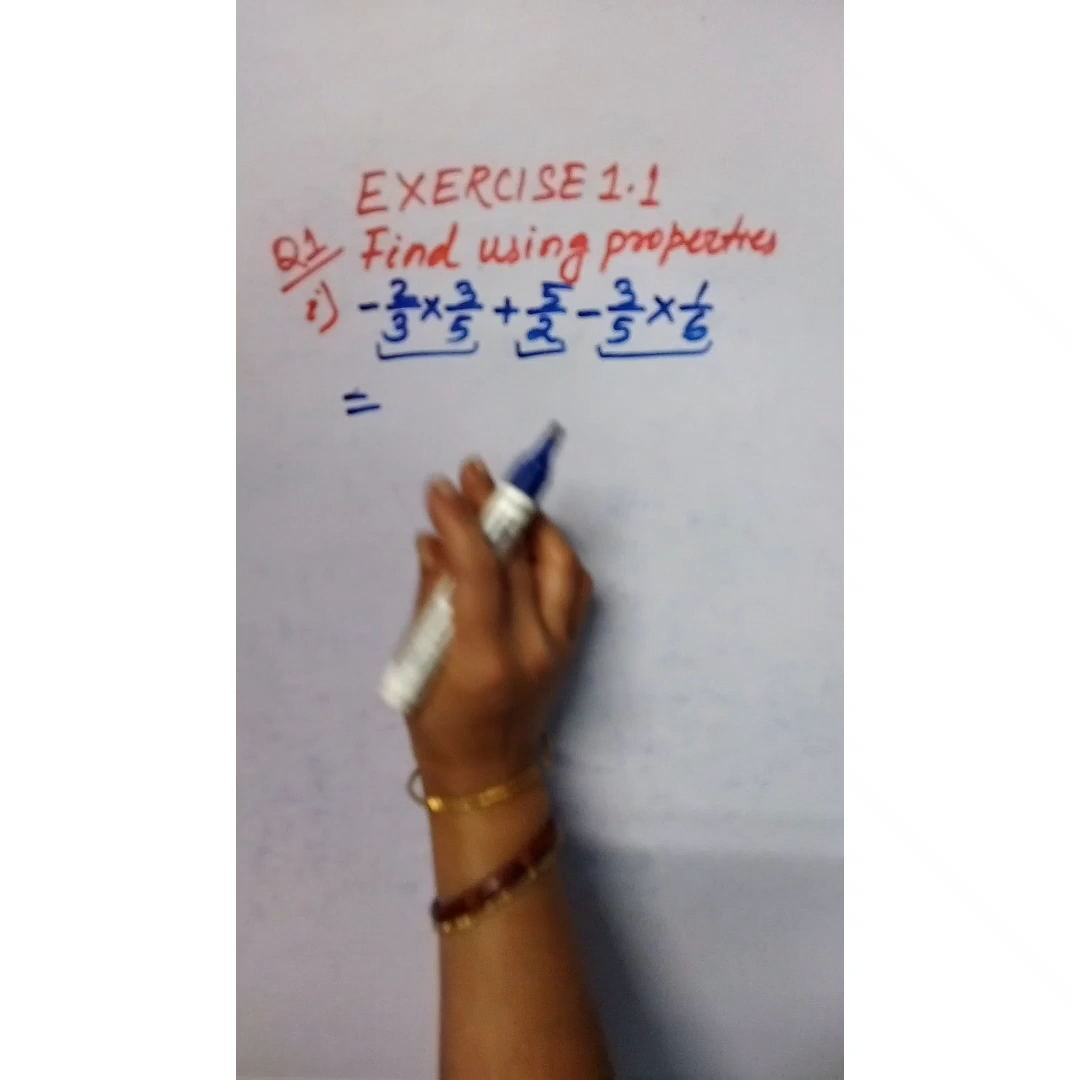 EXERCISE 1.1
Q1 Find using properties
i) -2/3 × 3/5 + 5/2 - 3/5 × 1/6
=